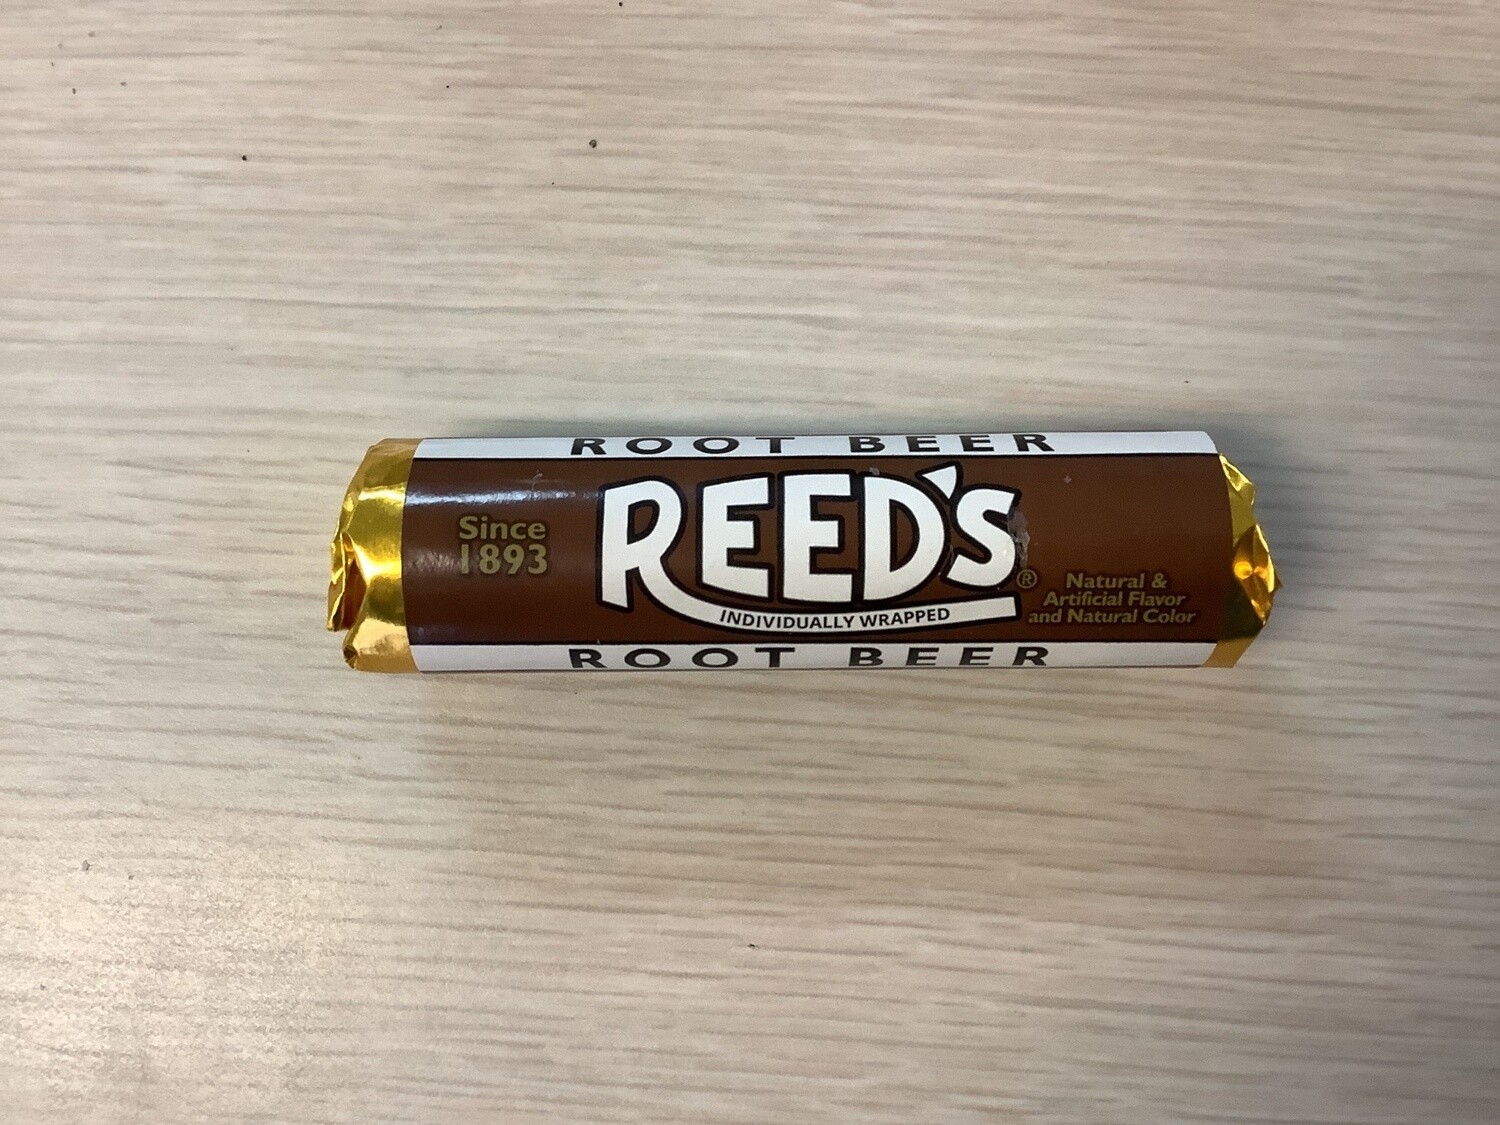 ROOT BEER
Since
1893
REED'S®
INDIVIDUALLY WRAPPED
Natural &
Artificial Flavor
and Natural Color
ROOT BEER